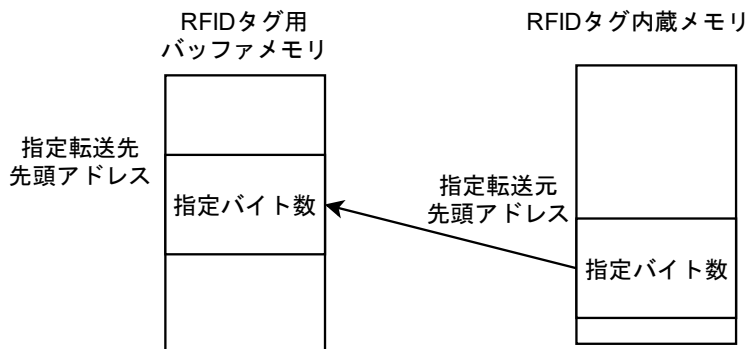 RFIDタグ用
バッファメモリ
RFIDタグ内蔵メモリ
指定転送先
先頭アドレス
指定バイト数
指定転送元
先頭アドレス
指定バイト数